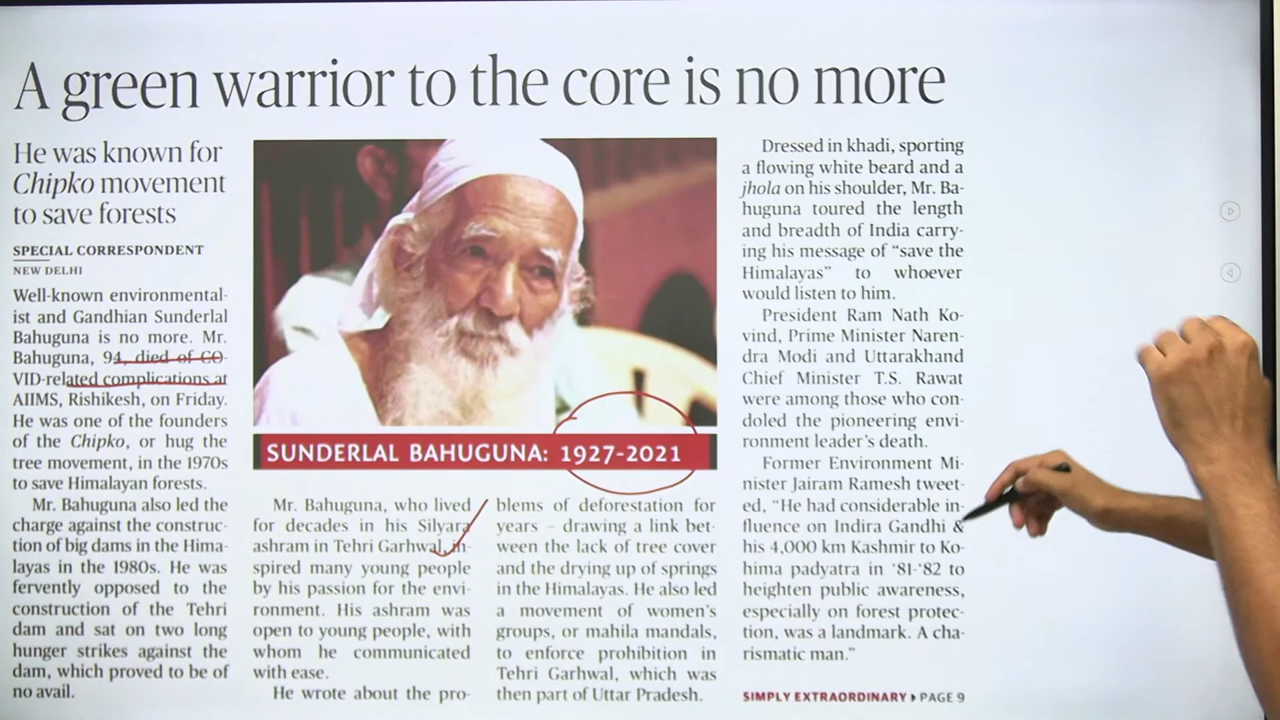 A green warrior to the core is no more
He was known for
Chipko movement
to save forests
SPECIAL CORRESPONDENT
NEW DELHI
Well-known environmental-
ist and Gandhian Sunderlal
Bahuguna is no more. Mr.
Bahuguna, 94, died of CO-
VID-related complications at
AIIMS, Rishikesh, on Friday.
He was one of the founders
of the Chipko, or hug the
tree movement, in the 1970s
to save Himalayan forests.
Mr. Bahuguna also led the
charge against the construc-
tion of big dams in the Hima-
layas in the 1980s. He was
fervently opposed to the
construction of the Tehri
dam and sat on two long
hunger strikes against the
dam, which proved to be of
no avail.
SUNDERLAL BAHUGUNA: 1927-2021
Mr. Bahuguna, who lived
for decades in his Silyara
ashram in Tehri Garhwal, in-
spired many young people
by his passion for the envi-
ronment. His ashram was
open to young people, with
whom he communicated
with ease.
He wrote about the pro-
blems of deforestation for
years – drawing a link bet-
ween the lack of tree cover
and the drying up of springs
in the Himalayas. He also led
a movement of women's
groups, or mahila mandals,
to enforce prohibition in
Tehri Garhwal, which was
then part of Uttar Pradesh.
Dressed in khadi, sporting
a flowing white beard and a
jhola on his shoulder, Mr. Ba-
huguna toured the length
and breadth of India carry-
ing his message of “save the
Himalayas” to whoever
would listen to him.
President Ram Nath Ko-
vind, Prime Minister Naren-
dra Modi and Uttarakhand
Chief Minister T.S. Rawat
were among those who con-
doled the pioneering envi-
ronment leader's death.
Former Environment Mi-
nister Jairam Ramesh tweet-
ed, “He had considerable in-
fluence on Indira Gandhi &
his 4,000 km Kashmir to Ko-
hima padyatra in '81-'82 to
heighten public awareness,
especially on forest protec-
tion, was a landmark. A cha-
rismatic man.”
SIMPLY EXTRAORDINARY PAGE 9